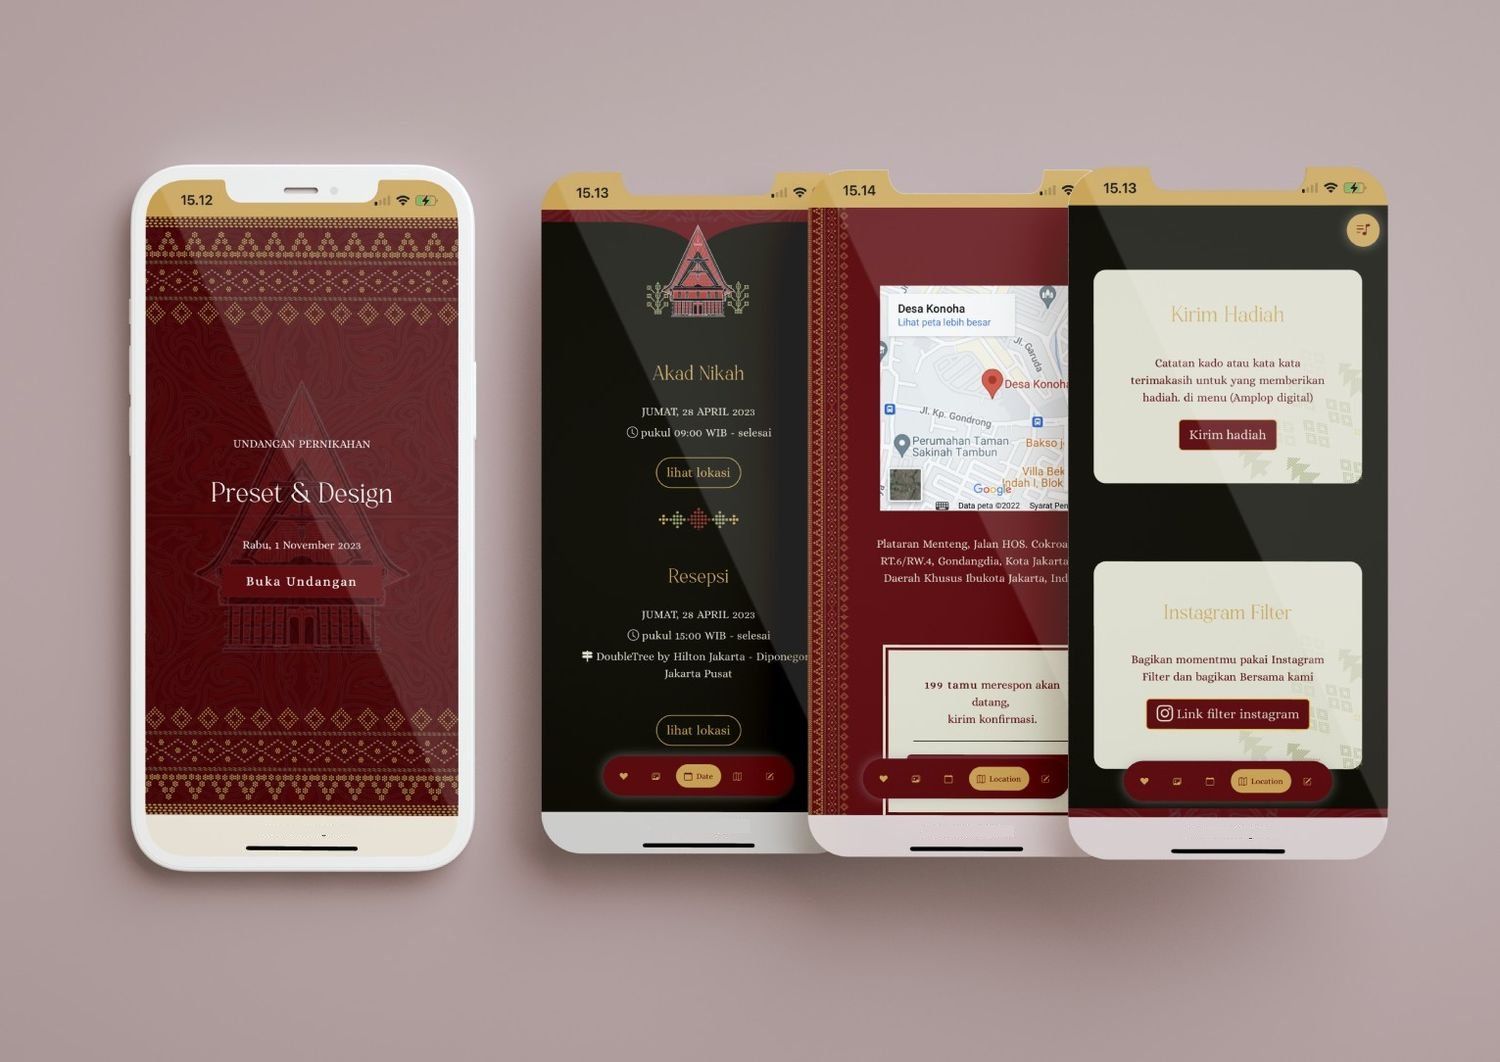 15.12
UNDANGAN PERNIKAHAN
Preset & Design
Rabu, 1 November 2023
Buka Undangan
15.13
Akad Nikah
JUMAT, 28 APRIL 2023
pukul 09:00 WIB - selesai
lihat lokasi
Resepsi
JUMAT, 28 APRIL 2023
pukul 15:00 WIB - selesai
DoubleTree by Hilton Jakarta - Diponegor
Jakarta Pusat
lihat lokasi
Date
15.14
Desa Konoha
Lihat peta lebih besar
Jl. Garuda
Desa Konoha
Jl. Kp. Gondrong
Perumahan Taman
Sakinah Tambun
Bakso j
Villa Bek
Indah I, Blok
Google
Data peta ©2022 Syarat Pen
Plataran Menteng, Jalan HOS. Cokroa
RT.6/RW.4, Gondangdia, Kota Jakarta
Daerah Khusus Ibukota Jakarta, Ind
199 tamu merespon akan
datang,
kirim konfirmasi.
Location
15.13
Kirim Hadiah
Catatan kado atau kata kata
terimakasih untuk yang memberikan
hadiah. di menu (Amplop digital)
Kirim hadiah
Instagram Filter
Bagikan momentmu pakai Instagram
Filter dan bagikan Bersama kami
Link filter instagram
Location